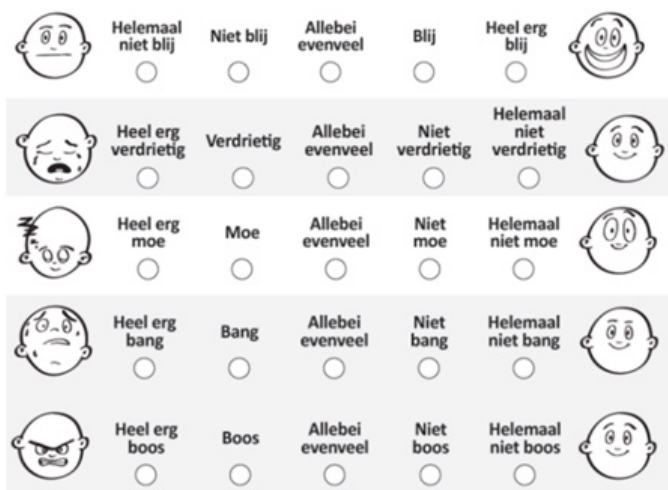 Helemaal niet blij
Niet blij
Allebei evenveel
Blij
Heel erg blij
Heel erg verdrietig
Verdrietig
Allebei evenveel
Niet verdrietig
Helemaal niet verdrietig
Heel erg moe
Moe
Allebei evenveel
Niet moe
Helemaal niet moe
Heel erg bang
Bang
Allebei evenveel
Niet bang
Helemaal niet bang
Heel erg boos
Boos
Allebei evenveel
Niet boos
Helemaal niet boos